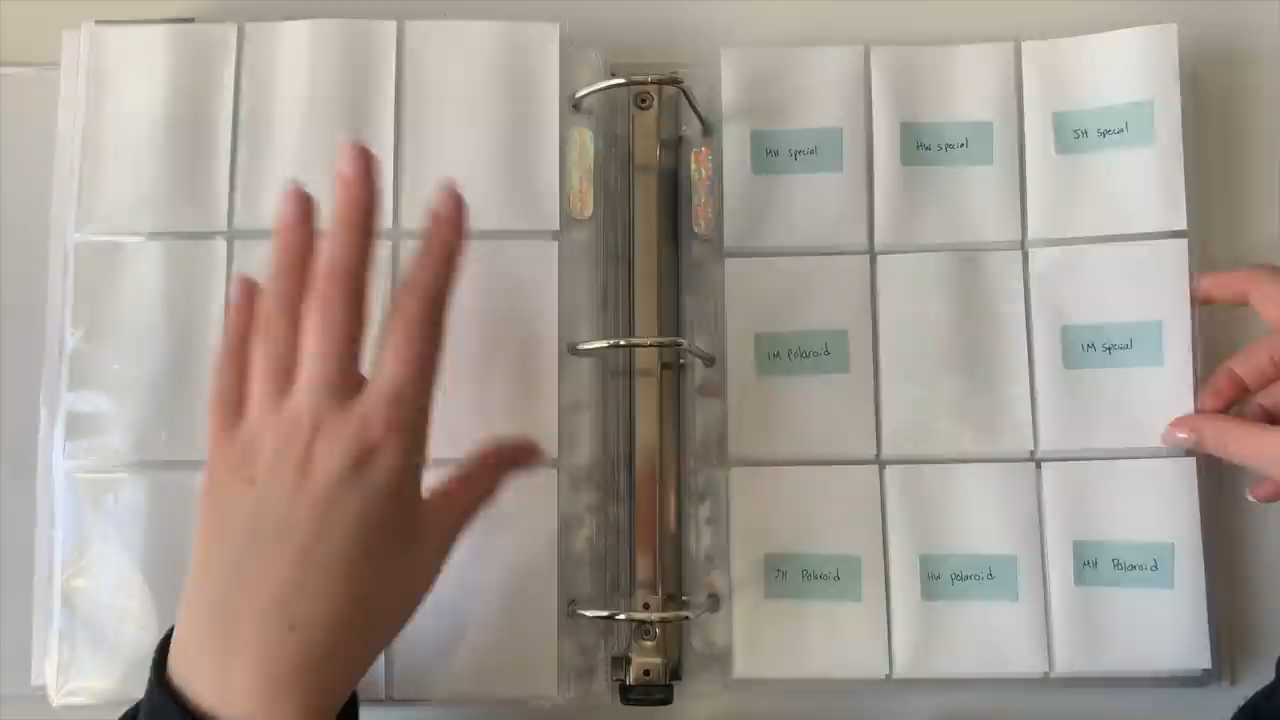 MH special
HW special
JH special
IM Polaroid
IM special
JH Polaroid
HW polaroid
MH Polaroid